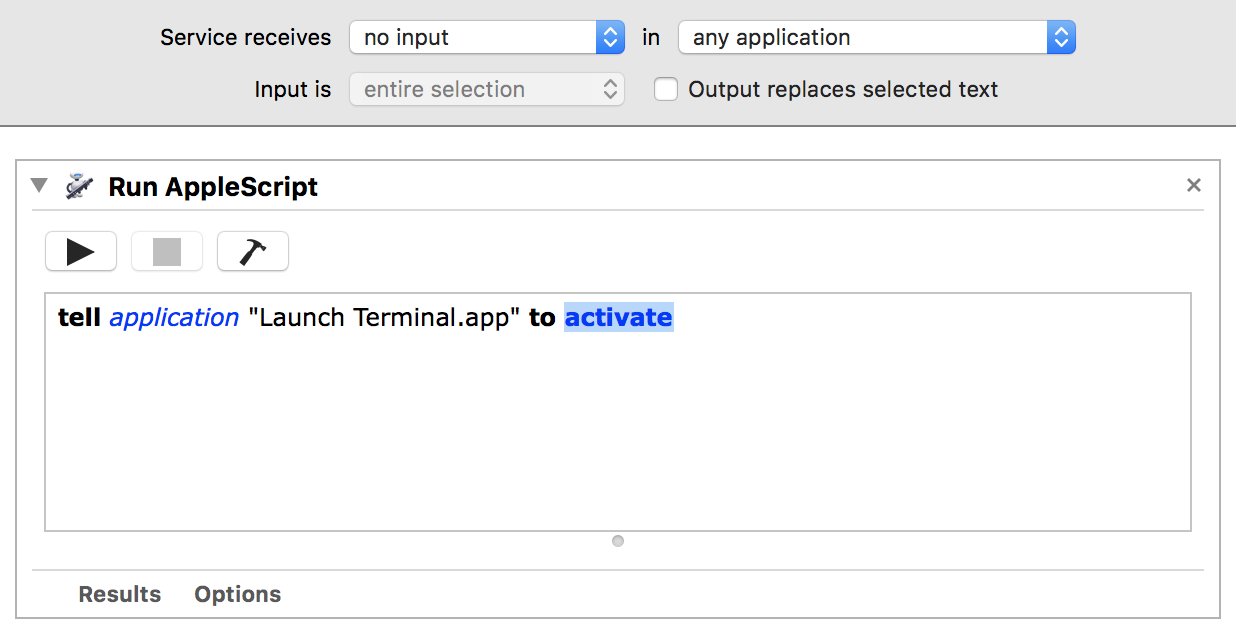 Service receives no input in any application
Input is entire selection Output replaces selected text
Run AppleScript
tell application "Launch Terminal.app" to activate
Results Options